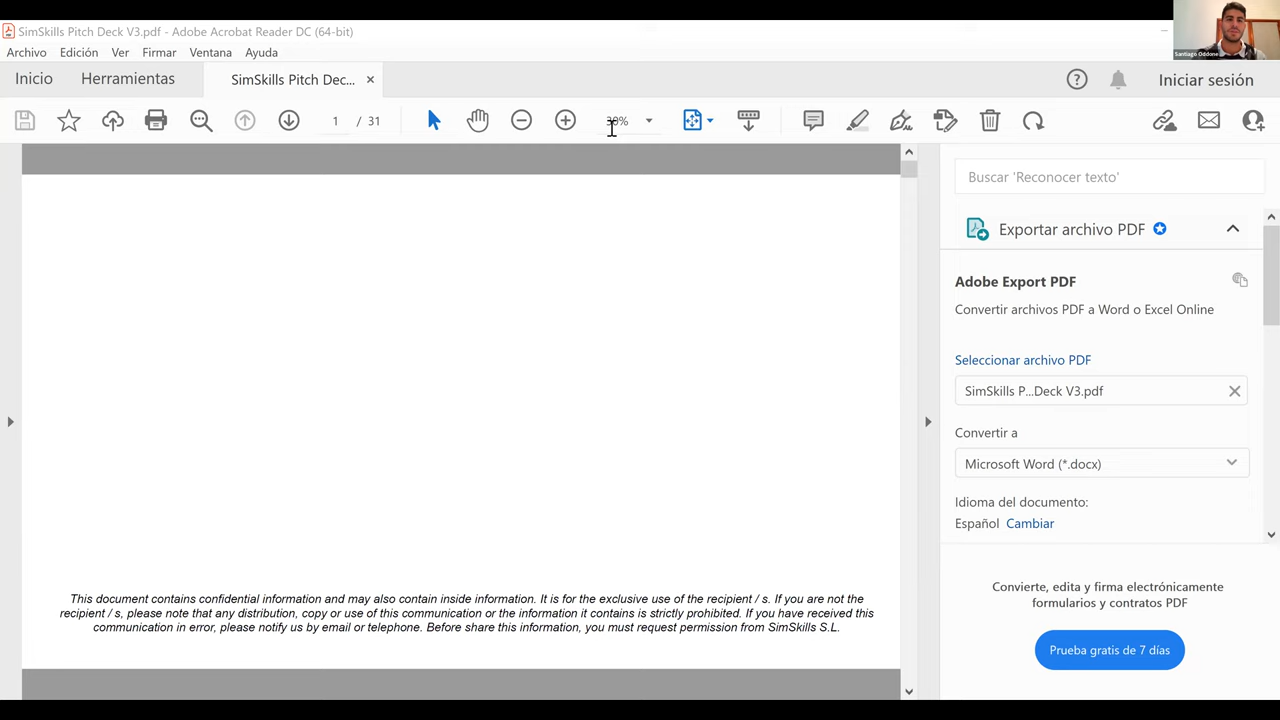 SimSkills Pitch Deck V3.pdf - Adobe Acrobat Reader DC (64-bit)
Archivo Edición Ver Firmar Ventana Ayuda
Inicio Herramientas SimSkills Pitch Dec... ×
Iniciar sesión
1 / 31
Santiago Oddone
Buscar 'Reconocer texto'
Exportar archivo PDF
Adobe Export PDF
Convertir archivos PDF a Word o Excel Online
Seleccionar archivo PDF
SimSkills P...Deck V3.pdf
Convertir a
Microsoft Word (*.docx)
Idioma del documento:
Español Cambiar
Convierte, edita y firma electrónicamente
formularios y contratos PDF
Prueba gratis de 7 días
This document contains confidential information and may also contain inside information. It is for the exclusive use of the recipient / s. If you are not the
recipient / s, please note that any distribution, copy or use of this communication or the information it contains is strictly prohibited. If you have received this
communication in error, please notify us by email or telephone. Before share this information, you must request permission from SimSkills S.L.